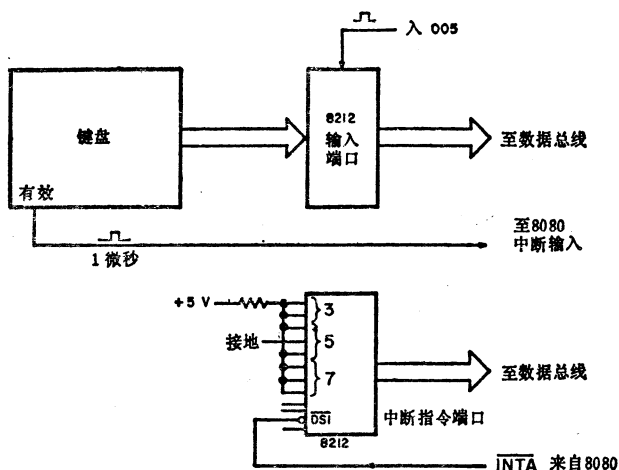 入 005
键盘
8212
输入
端口
至数据总线
有效
至8080
中断输入
1 微秒
+5 V
3
接地
5
7
至数据总线
DS1
中断指令端口
8212
INTA 来自8080